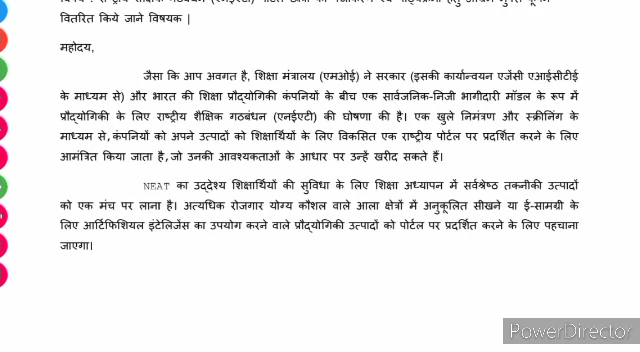 वितरित किये जाने विषयक |
महोदय,
जैसा कि आप अवगत है, शिक्षा मंत्रालय (एमओई) ने सरकार (इसकी कार्यान्वयन एजेंसी एआईसीटीई
के माध्यम से) और भारत की शिक्षा प्रौद्योगिकी कंपनियों के बीच एक सार्वजनिक-निजी भागीदारी मॉडल के रूप में
प्रौद्योगिकी के लिए राष्ट्रीय शैक्षिक गठबंधन (एनईएटी) की घोषणा की है। एक खुले निमंत्रण और स्क्रीनिंग के
माध्यम से, कंपनियों को अपने उत्पादों को शिक्षार्थियों के लिए विकसित एक राष्ट्रीय पोर्टल पर प्रदर्शित करने के लिए
आमंत्रित किया जाता है, जो उनकी आवश्यकताओं के आधार पर उन्हें खरीद सकते हैं।
NEAT का उद्देश्य शिक्षार्थियों की सुविधा के लिए शिक्षा अध्यापन में सर्वश्रेष्ठ तकनीकी उत्पादों
को एक मंच पर लाना है। अत्यधिक रोजगार योग्य कौशल वाले आला क्षेत्रों में अनुकूलित सीखने या ई-सामग्री के
लिए आर्टिफिशियल इंटेलिजेंस का उपयोग करने वाले प्रौद्योगिकी उत्पादों को पोर्टल पर प्रदर्शित करने के लिए पहचाना
जाएगा।
PowerDirector